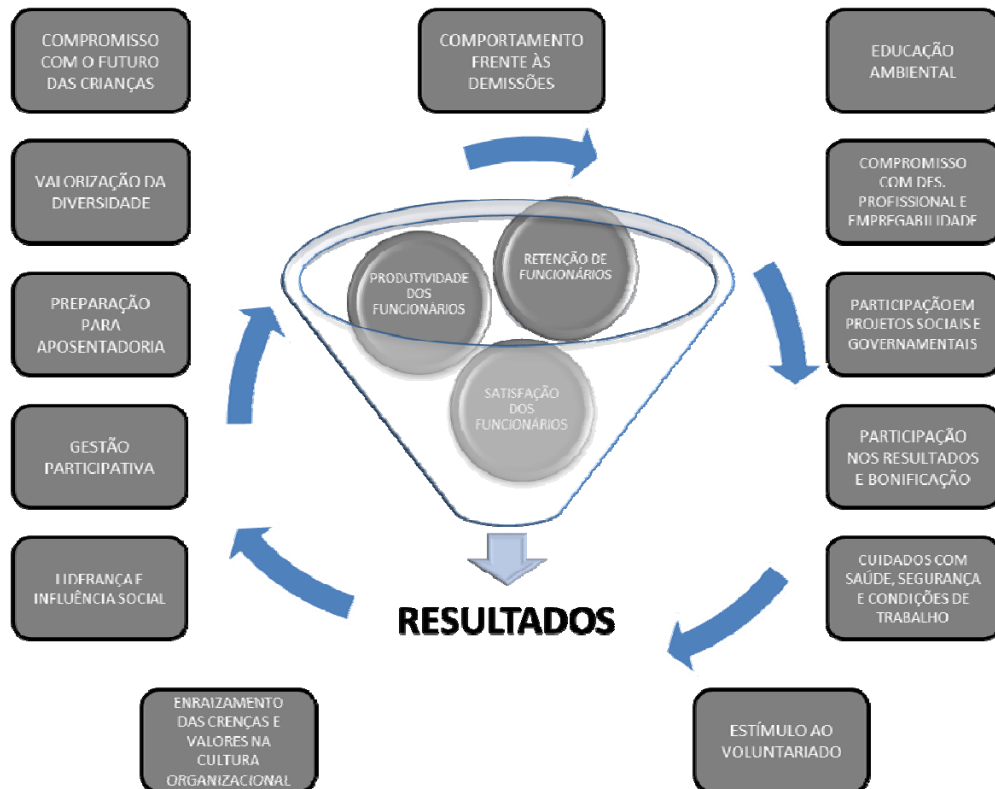 COMPROMISSO
COM O FUTURO
DAS CRIANÇAS
COMPORTAMENTO
FRENTE ÀS
DEMISSÕES
EDUCAÇÃO
AMBIENTAL
VALORIZAÇÃO DA
DIVERSIDADE
COMPROMISSO
COM DES.
PROFISSIONAL E
EMPREGABILIDADE
PRODUTIVIDADE
DOS
FUNCIONÁRIOS
RETENÇÃO DE
FUNCIONÁRIOS
SATISFAÇÃO
DOS
FUNCIONÁRIOS
PREPARAÇÃO
PARA
APOSENTADORIA
PARTICIPAÇÃO EM
PROJETOS SOCIAIS E
GOVERNAMENTAIS
GESTÃO
PARTICIPATIVA
PARTICIPAÇÃO
NOS RESULTADOS
E BONIFICAÇÃO
LIDERANÇA E
INFLUÊNCIA SOCIAL
RESULTADOS
CUIDADOS COM
SAÚDE, SEGURANÇA
E CONDIÇÕES DE
TRABALHO
ENRAIZAMENTO
DAS CRENÇAS E
VALORES NA
CULTURA
ORGANIZACIONAL
ESTÍMULO AO
VOLUNTARIADO